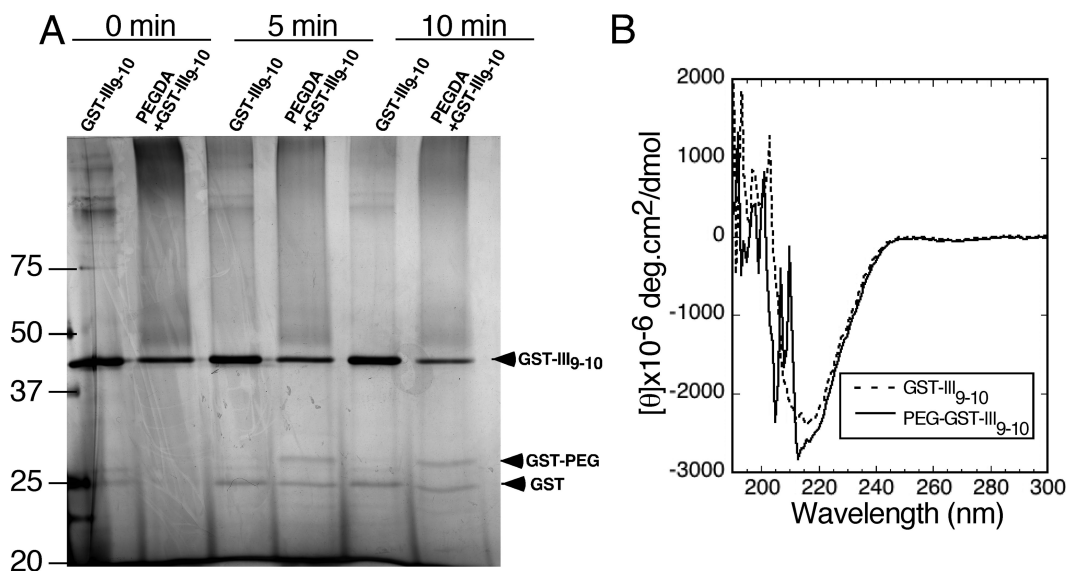 A
0 min
5 min
10 min
GST-III9-10
PEGDA
+GST-III9-10
GST-III9-10
PEGDA
+GST-III9-10
GST-III9-10
PEGDA
+GST-III9-10
75
50
37
25
20
GST-III9-10
GST-PEG
GST
B
[θ]x10-6 deg.cm2/dmol
2000
1000
0
-1000
-2000
-3000
GST-III9-10
PEG-GST-III9-10
200
220
240
260
280
300
Wavelength (nm)